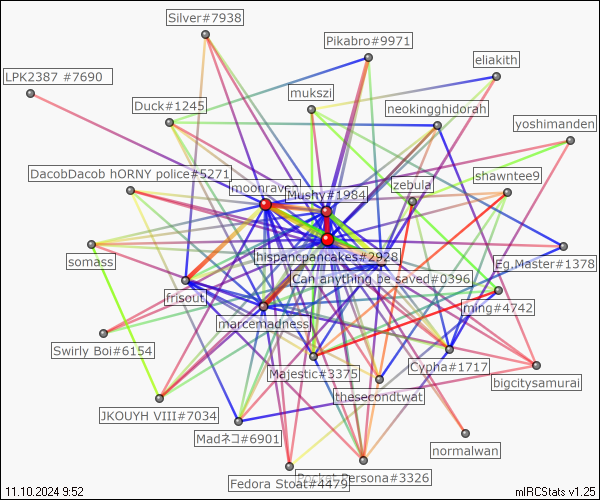 Silver#7938
Pikabro#9971
eliakith
LPK2387 #7690
mukszi
Duck#1245
neokingghidorah
yoshimanden
DacobDacob hORNY police#5271
shawntee9
zebula
Mushy#1984
somass
hispancpancakes#2928
Eg.Master#1378
Can anything be saved#0396
frisout
ming#4742
marcemadness
Swirly Boi#6154
Majestic#3375
Cypha#1717
bigcitysamurai
thesecondtwat
JKOUYH VIII#7034
Madネコ#6901
normalwan
Persona#3326
Fedora Stoat#4479
11.10.2024 9:52
mIRCStats v1.25